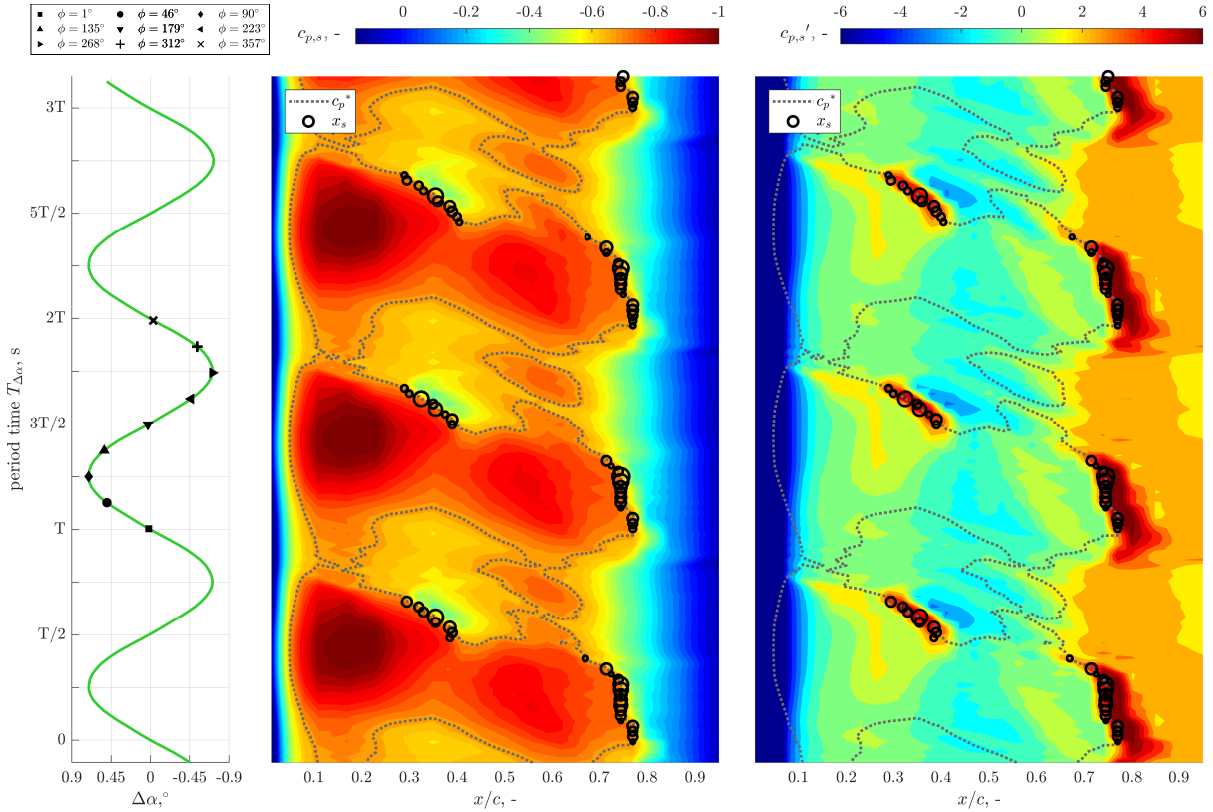 ϕ = 1° ϕ = 46° ϕ = 90°
ϕ = 135° ϕ = 179° ϕ = 223°
ϕ = 268° ϕ = 312° ϕ = 357°
0 -0.2 -0.4 -0.6 -0.8 -1
c_{p,s}, -
-6 -4 -2 0 2 4 6
c_{p,s}', -
c_p*
x_s
c_p*
x_s
3T
5T/2
2T
3T/2
T
T/2
0
period time T_{Δα}, s
0.9 0.45 0 -0.45 -0.9
Δα,°
0.1 0.2 0.3 0.4 0.5 0.6 0.7 0.8 0.9
x/c, -
0.1 0.2 0.3 0.4 0.5 0.6 0.7 0.8 0.9
x/c, -